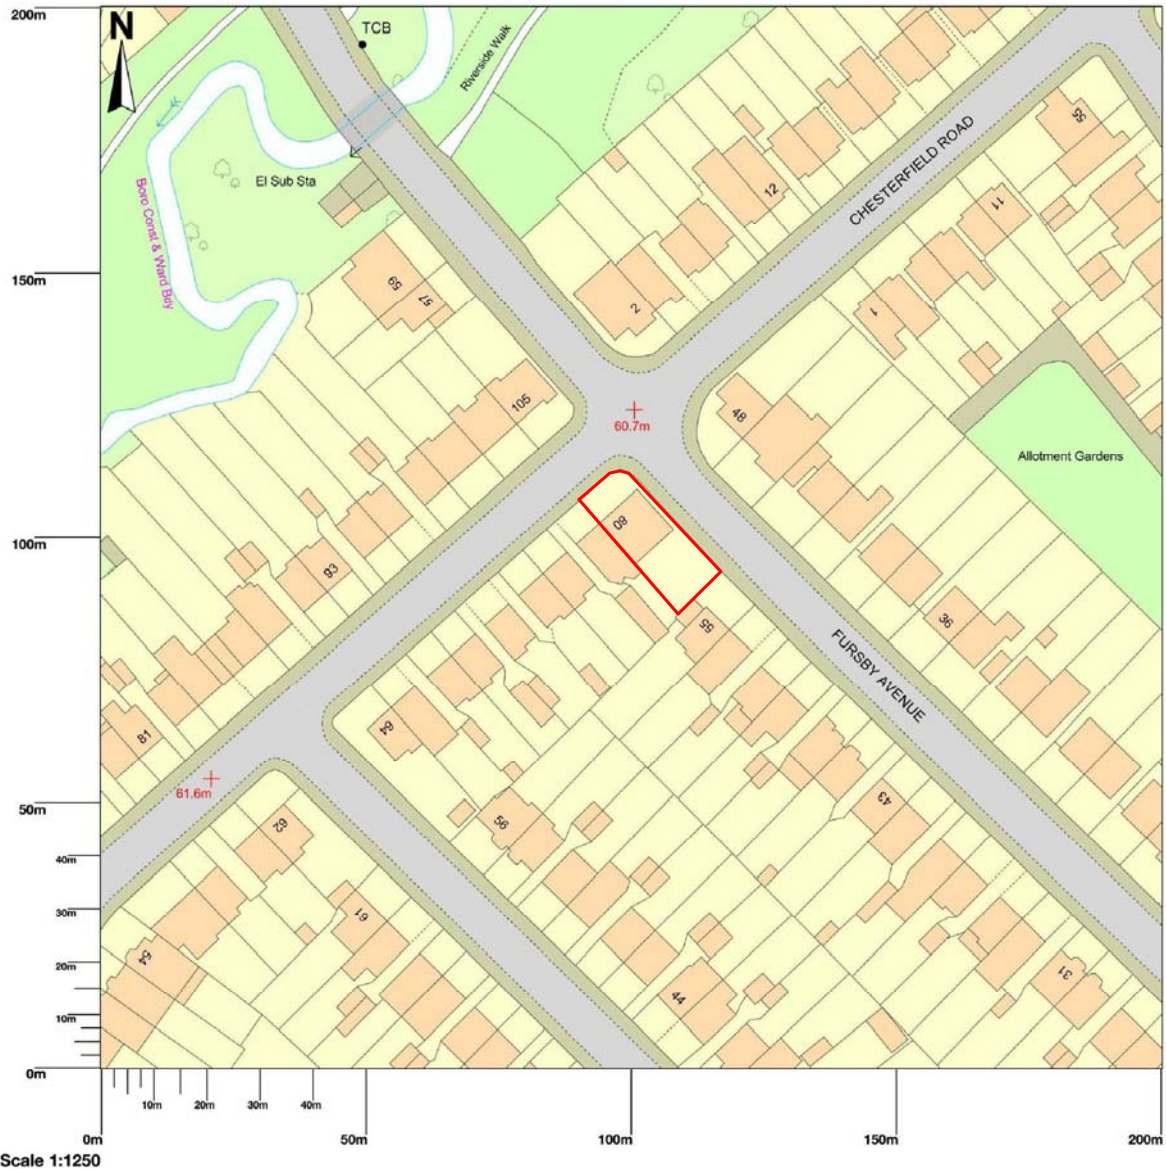 200m
N
TCB
Riverside Walk
CHESTERFIELD ROAD
55
El Sub Sta
12
11
Boro Const & Ward Bdy
150m
59
57
2
1
105
48
60.7m
Allotment Gardens
80
100m
93
55
36
FURSBY AVENUE
64
81
61.6m
50m
62
95
43
40m
30m
61
54
20m
44
31
10m
0m
10m
20m
30m
40m
0m
50m
100m
150m
200m
Scale 1:1250